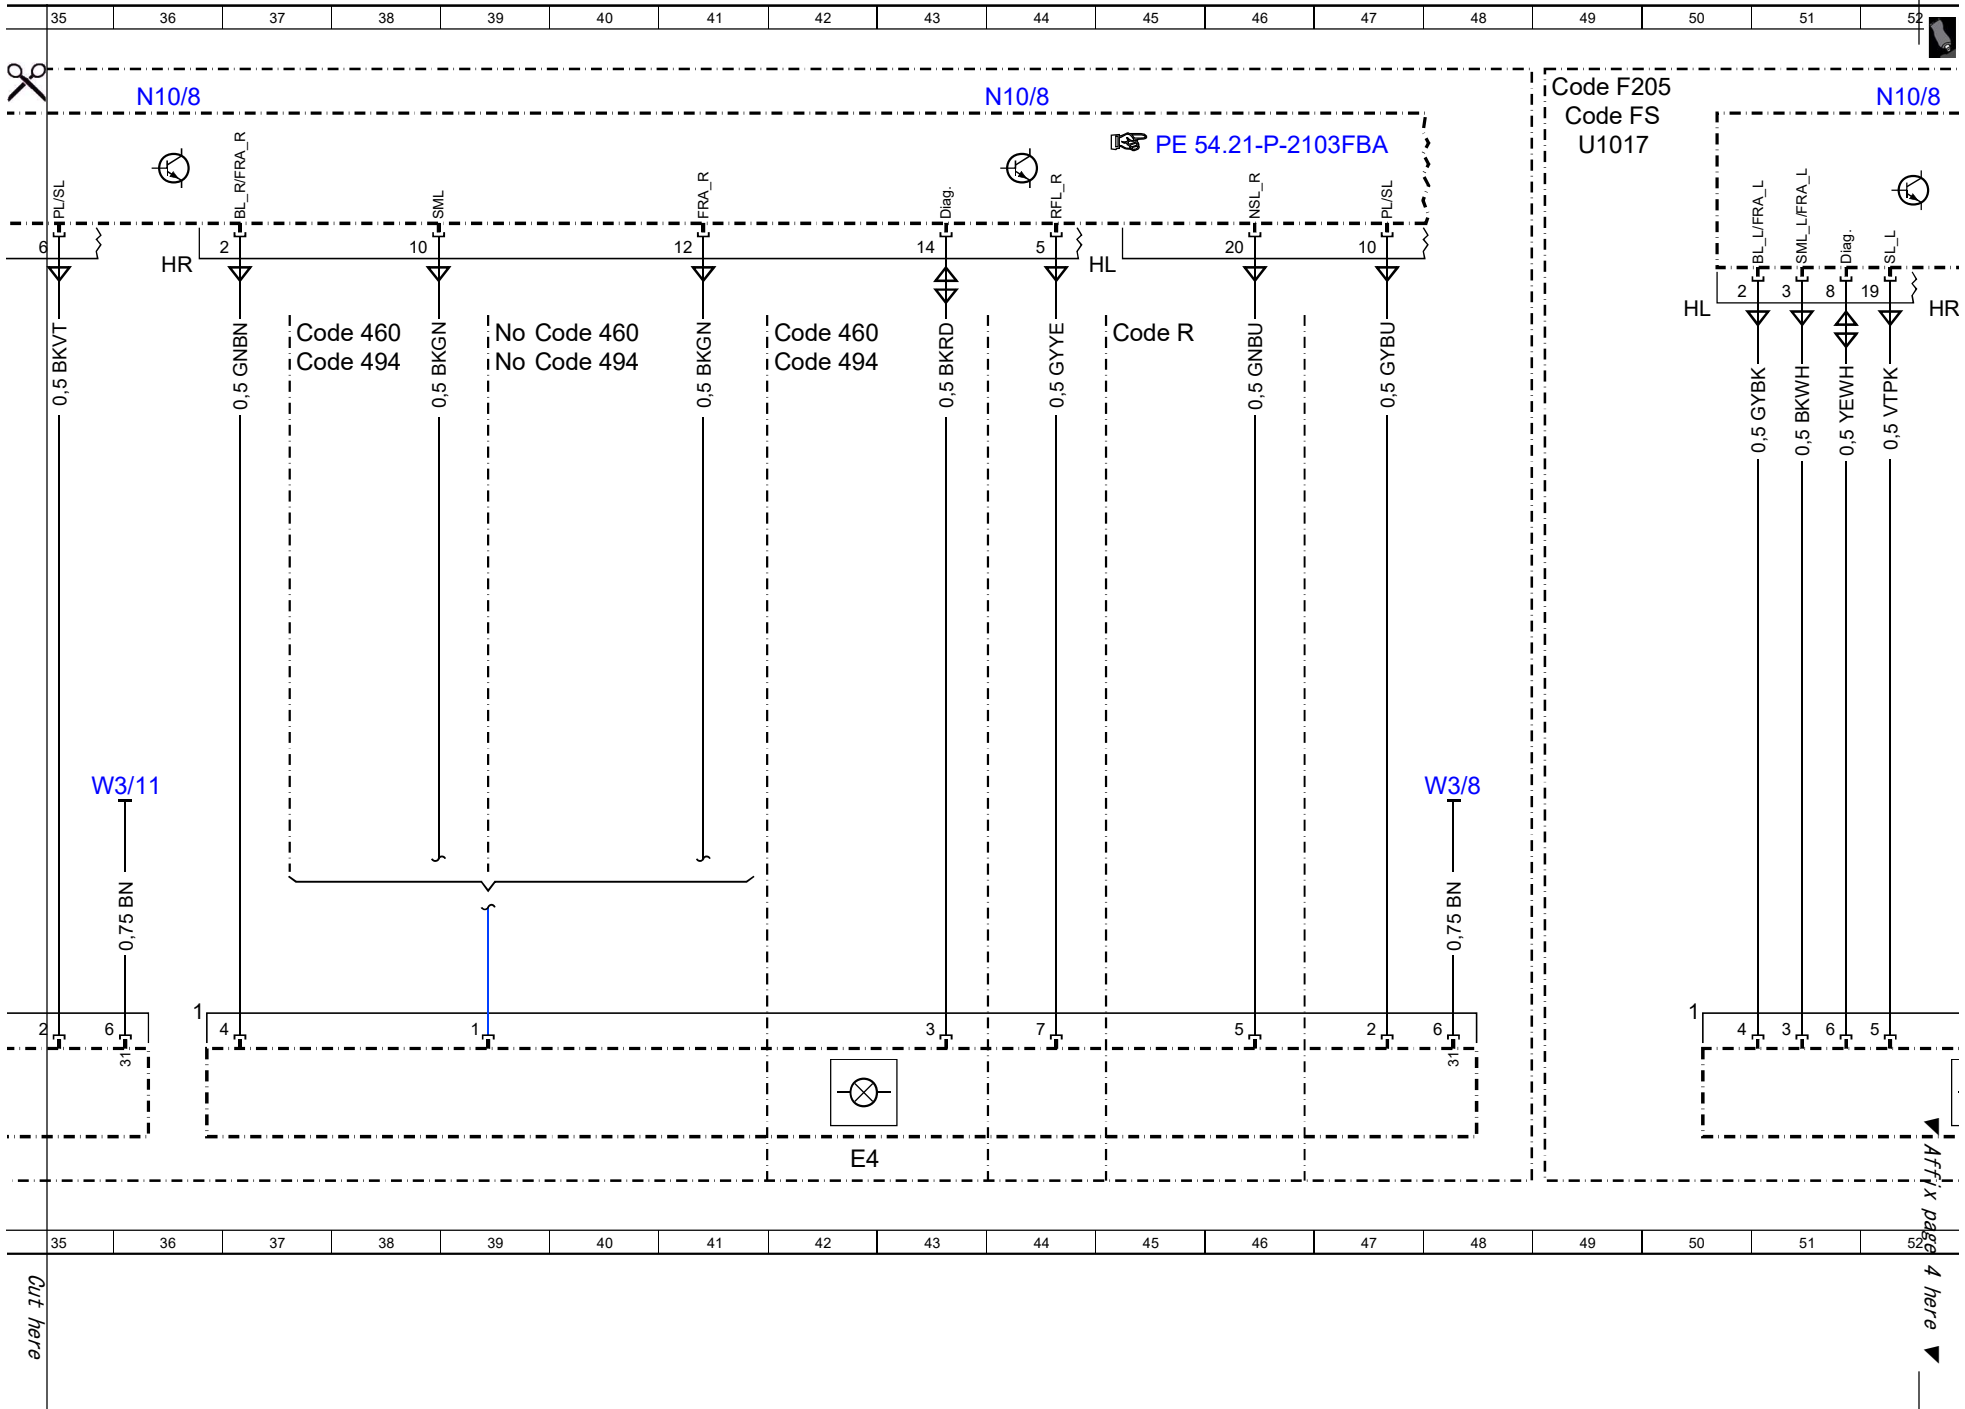 35 36 37 38 39 40 41 42 43 44 45 46 47 48 49 50 51 52
N10/8 N10/8 Code F205 N10/8
Code FS
PE 54.21-P-2103FBA U1017
PL/SL BL_R/FRA_R SML FRA_R Diag. RFL_R NSL_R PL/SL BL_L/FRA_L SML_L/FRA_L Diag. SL_L
6 HR 2 10 12 14 5 HL 20 10
HL 2 3 8 19 HR
Code 460 No Code 460 Code 460 Code R
Code 494 No Code 494 Code 494
0,5 BKVT 0,5 GNBN 0,5 BKGN 0,5 BKGN 0,5 BKRD 0,5 GYYE 0,5 GNBU 0,5 GYBU 0,5 GYBK 0,5 BKWH 0,5 YEWH 0,5 VTPK
W3/11 W3/8
0,75 BN 0,75 BN
1 1
2 6 4 1 3 7 5 2 6 4 3 6 5
31 31
E4
Affix page 4 here
35 36 37 38 39 40 41 42 43 44 45 46 47 48 49 50 51 52
Cut here